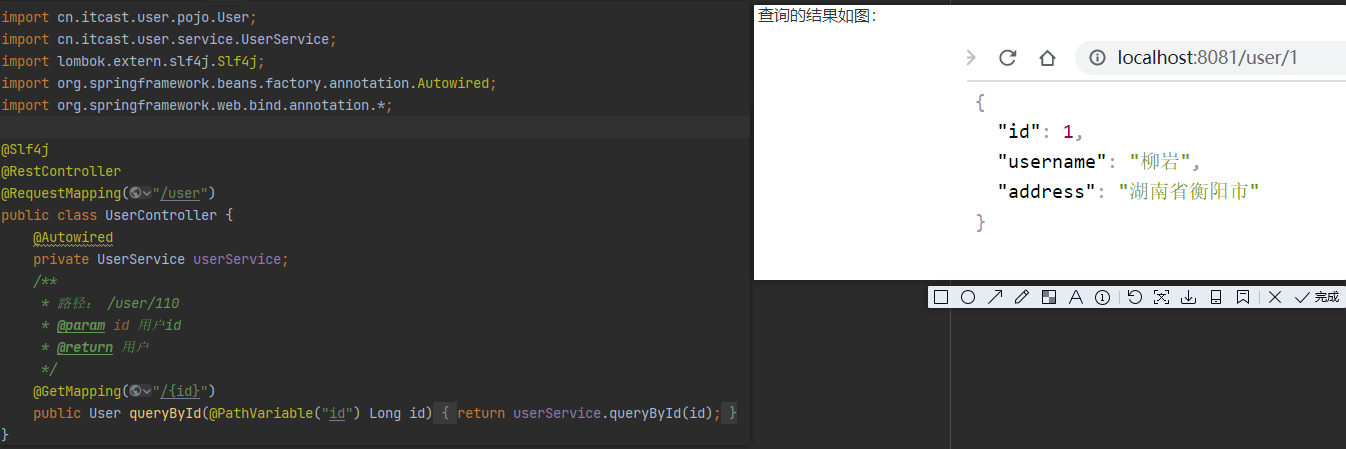 import cn.itcast.user.pojo.User;
import cn.itcast.user.service.UserService;
import lombok.extern.slf4j.Slf4j;
import org.springframework.beans.factory.annotation.Autowired;
import org.springframework.web.bind.annotation.*;
@Slf4j
@RestController
@RequestMapping("/user")
public class UserController {
@Autowired
private UserService userService;
/**
* 路径： /user/110
* @param id 用户id
* @return 用户
*/
@GetMapping("/{id}")
public User queryById(@PathVariable("id") Long id) { return userService.queryById(id); }
}
查询的结果如图：
localhost:8081/user/1
{
"id": 1,
"username": "柳岩",
"address": "湖南省衡阳市"
}
完成